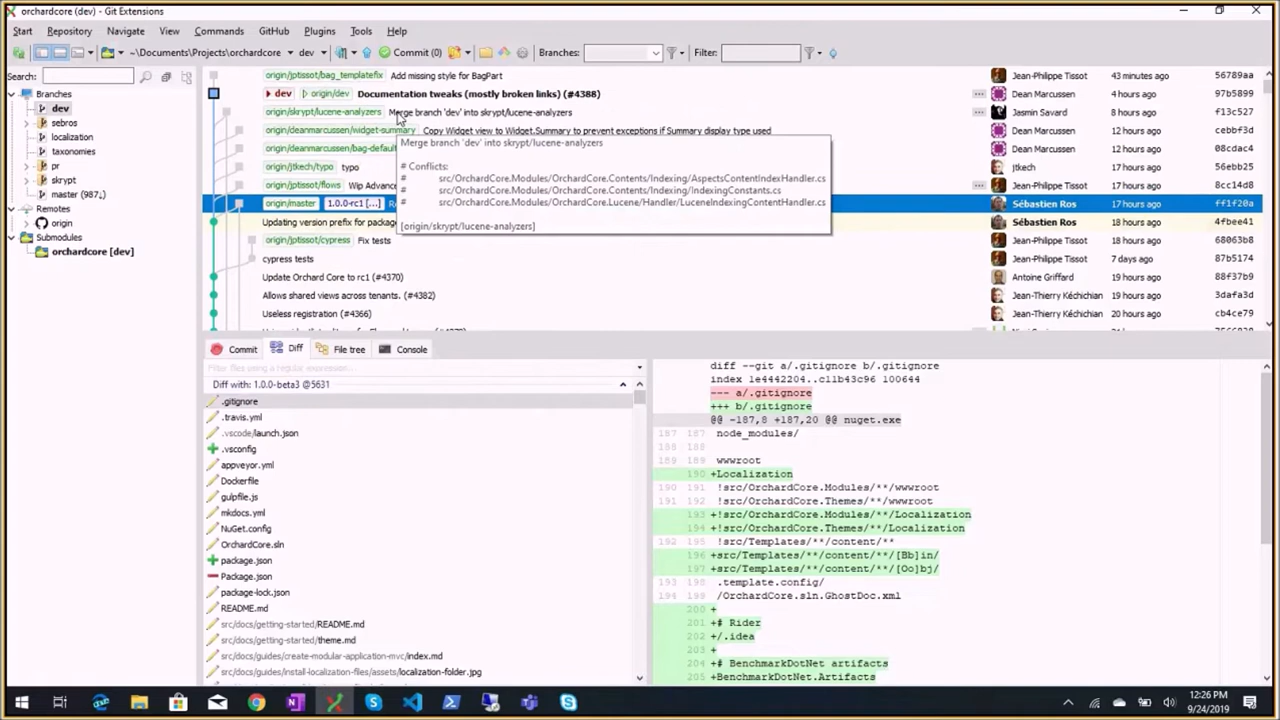 orchardcore (dev) - Git Extensions
Start Repository Navigate View Commands GitHub Plugins Tools Help
~\Documents\Projects\orchardcore dev Commit (0) Branches: Filter:
Search:
Branches
dev
sebros
localization
taxonomies
pr
skrypt
master (987↓)
Remotes
origin
Submodules
orchardcore [dev]
origin/jptissot/bag_templatefix Add missing style for BagPart Jean-Philippe Tissot 43 minutes ago 56789aa
dev origin/dev Documentation tweaks (mostly broken links) (#4388) Dean Marcussen 2 hours ago 97b5899
origin/skrypt/lucene-analyzers Merge branch 'dev' into skrypt/lucene-analyzers Jasmin Savard 2 hours ago f13c527
origin/deanmarcussen/widget-summary Copy Widget view to Widget.Summary to prevent exceptions if Summary display type used Dean Marcussen 12 hours ago cebbf3d
origin/deanmarcussen/bag-defaul Dean Marcussen 12 hours ago
origin/jtkech/typo typo jtkech 12 hours ago 56ebb25
origin/jptissot/flows Wip Advance Jean-Philippe Tissot 15 hours ago 8cc14d8
origin/master 1.0.0-rc1 [...] Sébastien Ros 17 hours ago ff1f20a
Updating version prefix for package Sébastien Ros 18 hours ago 4fbee41
origin/jptissot/cypress Fix tests Jean-Philippe Tissot 18 hours ago 68063b8
cypress tests Jean-Philippe Tissot 7 days ago 87b5174
Update Orchard Core to rc1 (#4370) Antoine Griffard 18 hours ago 88f37b9
Allows shared views across tenants. (#4382) Jean-Thierry Kéchichian 19 hours ago 3dafa3d
Useless registration (#4366) Jean-Thierry Kéchichian 20 hours ago cb4ce79
Merge branch 'dev' into skrypt/lucene-analyzers
# Conflicts:
# src/OrchardCore.Modules/OrchardCore.Contents/Indexing/AspectsContentIndexHandler.cs
# src/OrchardCore.Modules/OrchardCore.Contents/Indexing/IndexingConstants.cs
# src/OrchardCore.Modules/OrchardCore.Lucene/Handler/LuceneIndexingContentHandler.cs
[origin/skrypt/lucene-analyzers]
Commit Diff File tree Console
Filter files using a regular expression...
Diff with: 1.0.0-beta3 @5631
.gitignore
.travis.yml
.vscode/launch.json
.vsconfig
appveyor.yml
Dockerfile
gulpfile.js
mkdocs.yml
NuGet.config
OrchardCore.sln
package.json
Package.json
package-lock.json
README.md
src/docs/getting-started/README.md
src/docs/getting-started/theme.md
src/docs/guides/create-modular-application-mvc/index.md
src/docs/guides/install-localization-files/assets/localization-folder.jpg
diff --git a/.gitignore b/.gitignore
index 1e4442204..c11b43c96 100644
--- a/.gitignore
+++ b/.gitignore
@@ -187,8 +187,20 @@ nuget.exe
187 187 node_modules/
188 188
189 189 wwwroot
190 +Localization
190 191 !src/OrchardCore.Modules/**/wwwroot
191 192 !src/OrchardCore.Themes/**/wwwroot
193 +!src/OrchardCore.Modules/**/Localization
194 +!src/OrchardCore.Themes/**/Localization
192 195 !src/Templates/**/content/**
196 +src/Templates/**/content/**/[Bb]in/
197 +src/Templates/**/content/**/[Oo]bj/
193 198 .template.config/
194 199 /OrchardCore.sln.GhostDoc.xml
200 +
201 +# Rider
202 +/.idea
203 +
204 +# BenchmarkDotNet artifacts
205 +BenchmarkDotNet.Artifacts
12:26 PM
9/24/2019